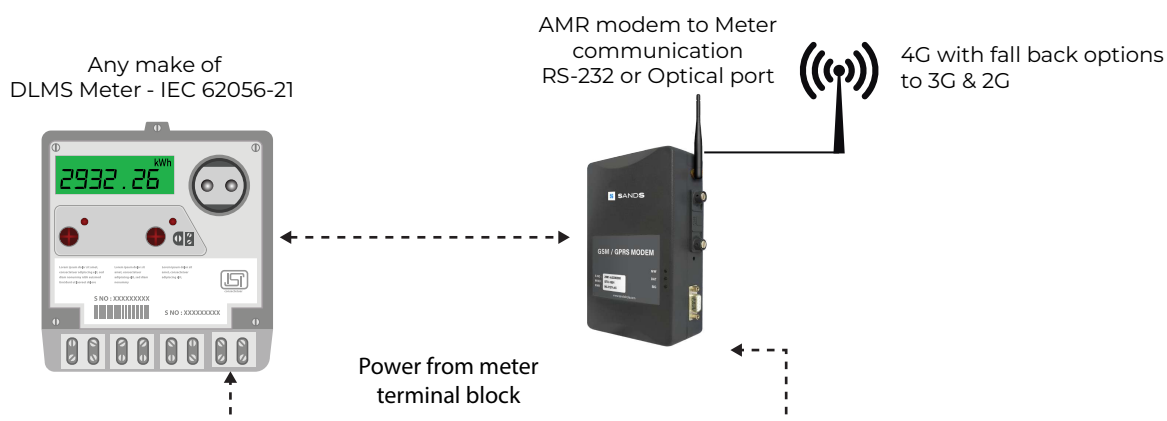 AMR modem to Meter
communication
RS-232 or Optical port
4G with fall back options
to 3G & 2G
Any make of
DLMS Meter - IEC 62056-21
kWh
2932.26
SANDS
GSM / GPRS MODEM
S NO : XXXXXXXXX
S NO : XXXXXXXXX
Power from meter
terminal block